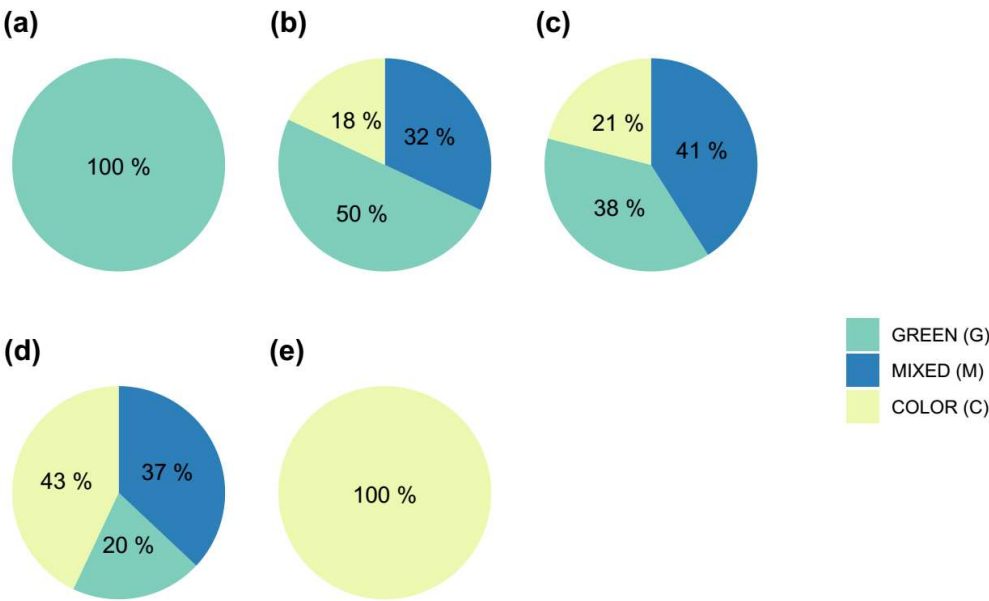 (a)
100 %
(b)
18 %
32 %
50 %
(c)
21 %
41 %
38 %
(d)
43 %
37 %
20 %
(e)
100 %
GREEN (G)
MIXED (M)
COLOR (C)